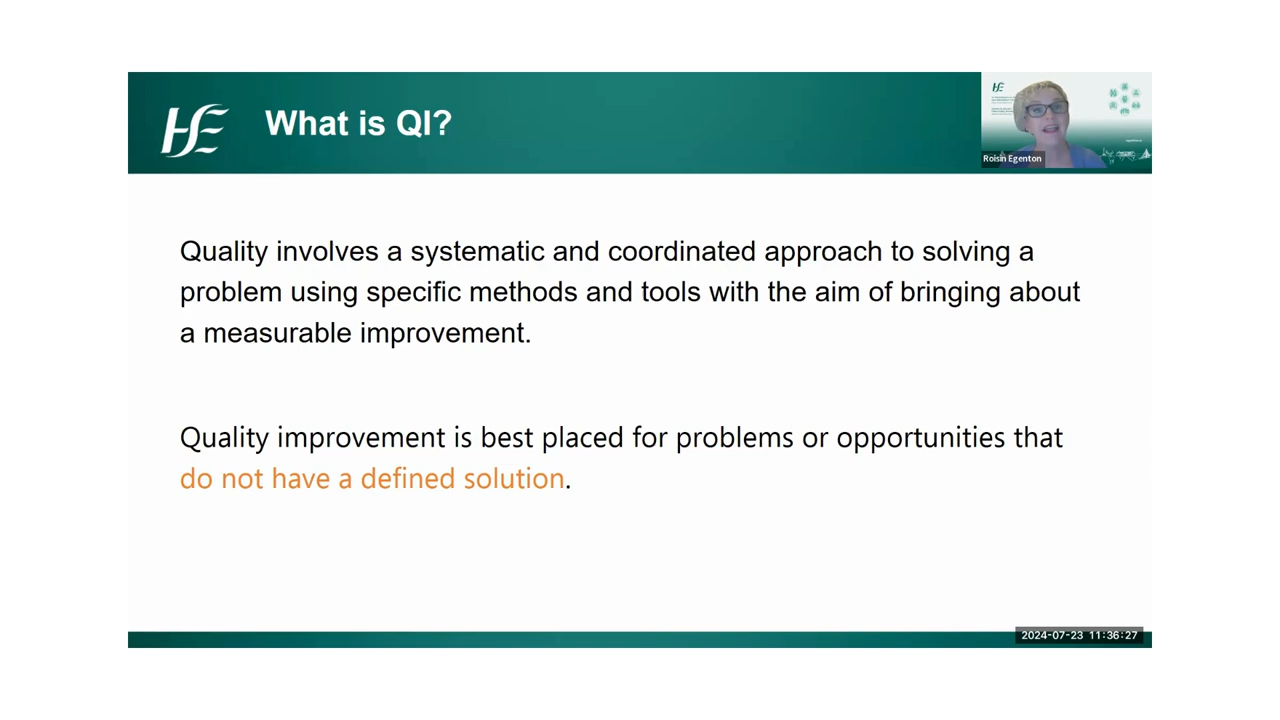 HSE
What is QI?
HSE
Roisin Egenton
Quality involves a systematic and coordinated approach to solving a
problem using specific methods and tools with the aim of bringing about
a measurable improvement.
Quality improvement is best placed for problems or opportunities that
do not have a defined solution.
2024-07-23 11:36:27